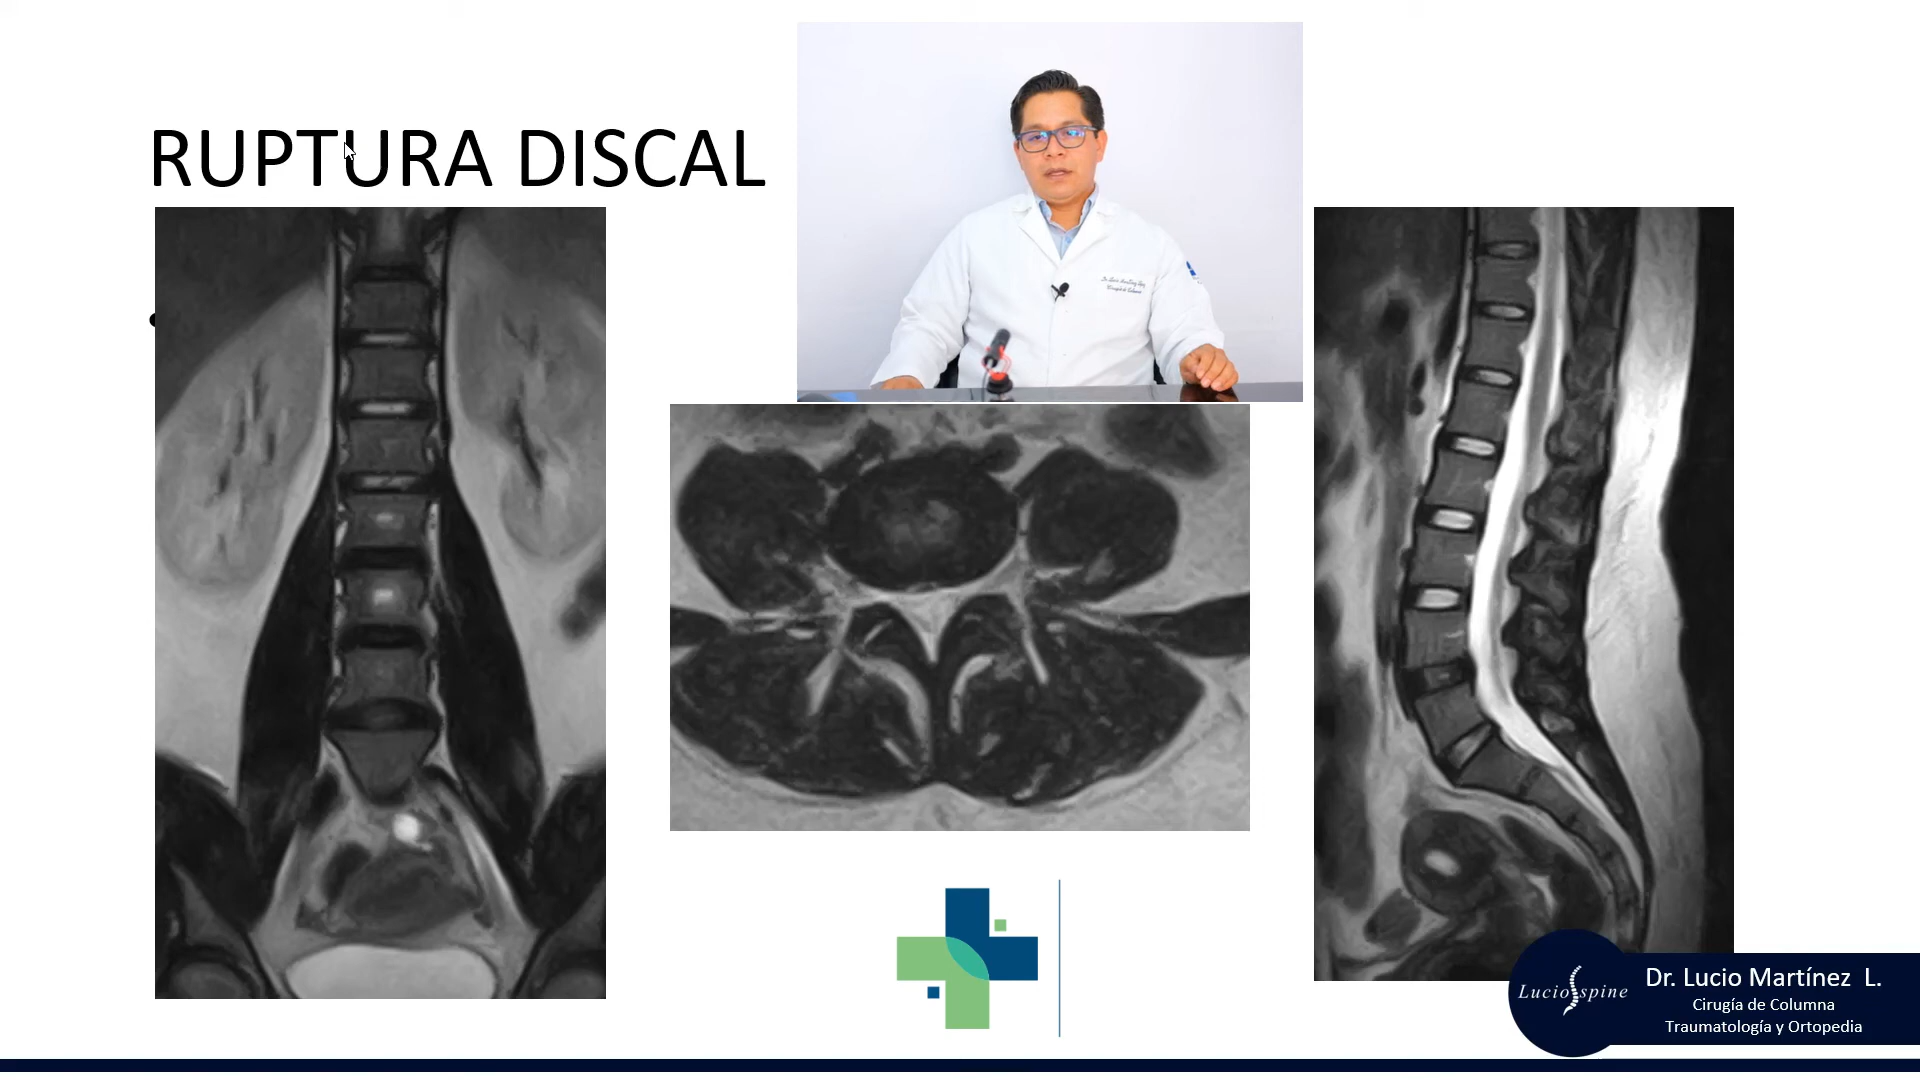 RUPTURA DISCAL
Lucio spine
Dr. Lucio Martínez L.
Cirugía de Columna
Traumatología y Ortopedia